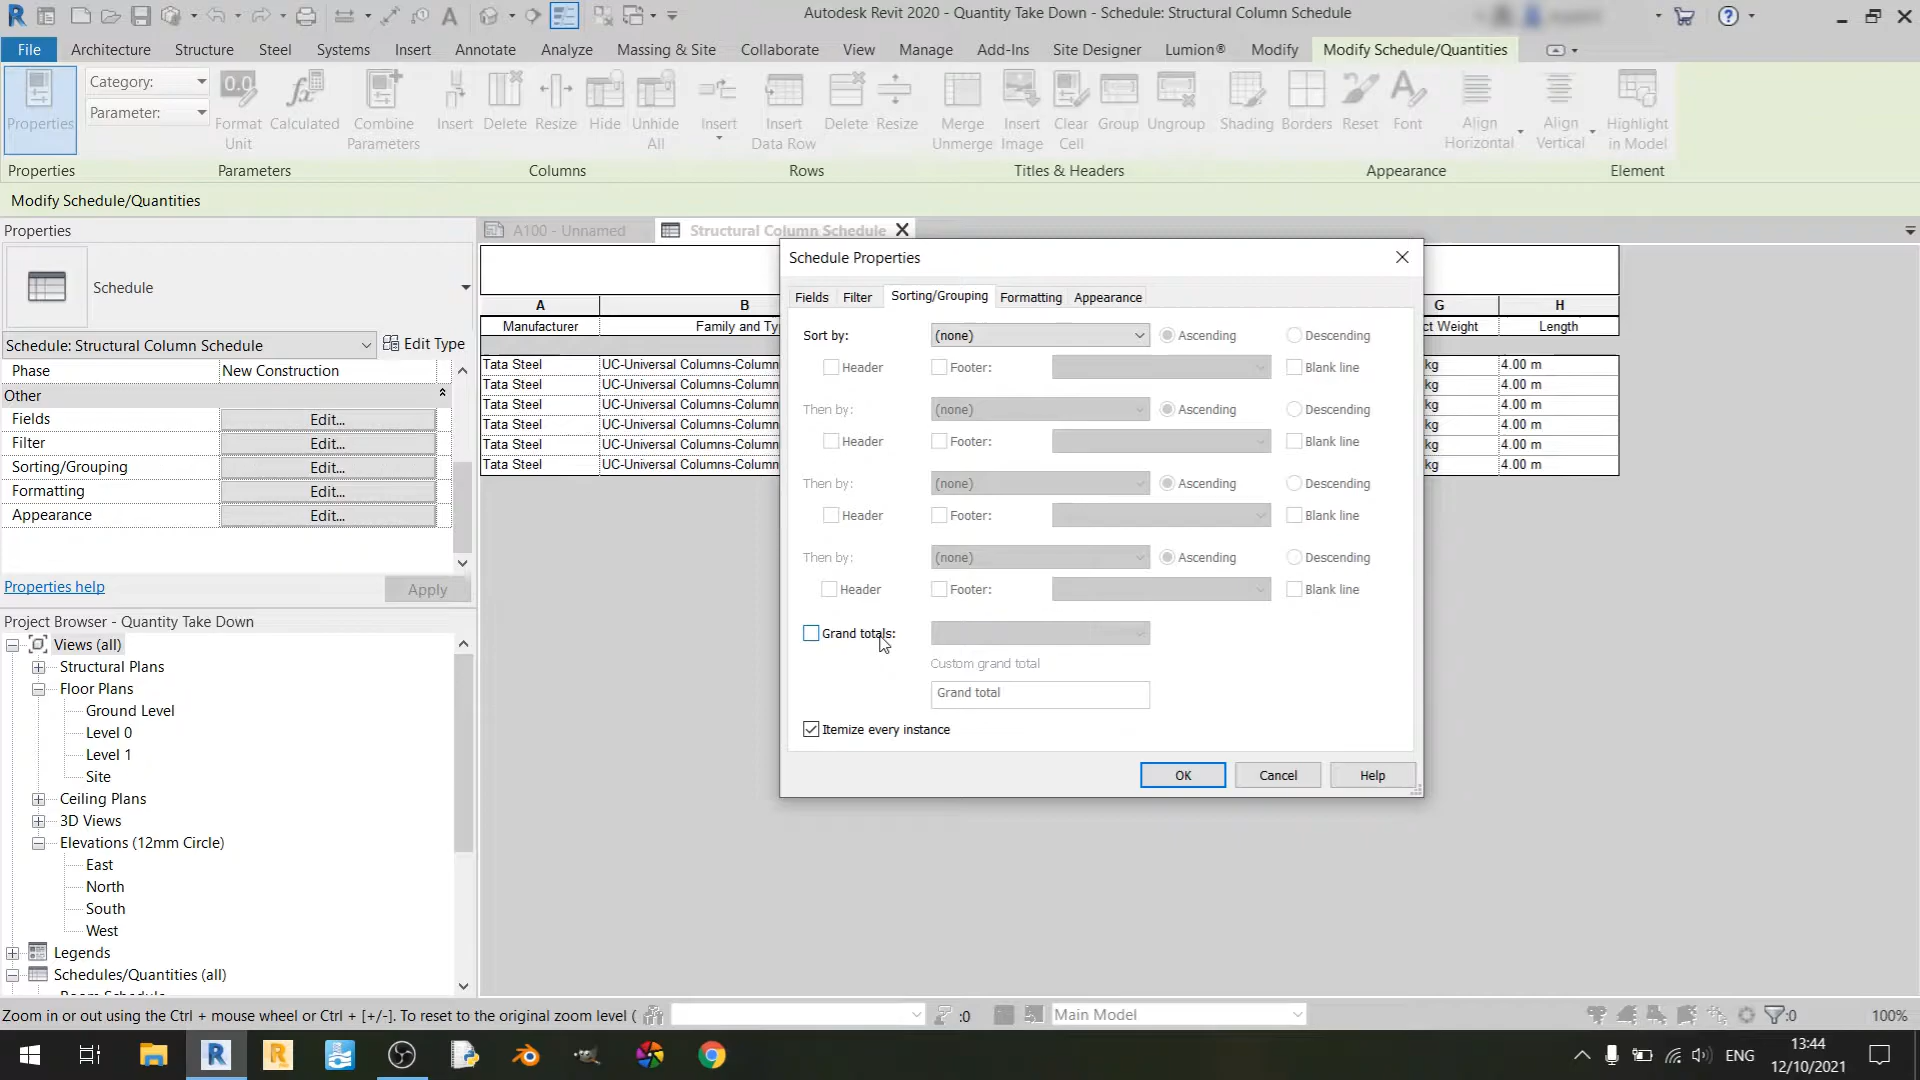 Autodesk Revit 2020 - Quantity Take Down - Schedule: Structural Column Schedule
File Architecture Structure Steel Systems Insert Annotate Analyze Massing & Site Collaborate View Manage Add-Ins Site Designer Lumion® Modify Modify Schedule/Quantities
Properties
Category:
Parameter:
Format Unit
Calculated
Combine Parameters
Insert
Delete
Resize
Hide
Unhide All
Insert
Insert Data Row
Delete
Resize
Merge Unmerge
Insert Image
Clear Cell
Group
Ungroup
Shading
Borders
Reset
Font
Align Horizontal
Align Vertical
Highlight in Model
Properties Parameters Columns Rows Titles & Headers Appearance Element
Modify Schedule/Quantities
Properties
Schedule
Schedule: Structural Column Schedule
Edit Type
Phase New Construction
Other
Fields Edit...
Filter Edit...
Sorting/Grouping Edit...
Formatting Edit...
Appearance Edit...
Properties help
Apply
Project Browser - Quantity Take Down
Views (all)
Structural Plans
Floor Plans
Ground Level
Level 0
Level 1
Site
Ceiling Plans
3D Views
Elevations (12mm Circle)
East
North
South
West
Legends
Schedules/Quantities (all)
A100 - Unnamed
Structural Column Schedule
A B G H
Manufacturer Family and Ty ct Weight Length
Tata Steel UC-Universal Columns-Column kg 4.00 m
Tata Steel UC-Universal Columns-Column kg 4.00 m
Tata Steel UC-Universal Columns-Column kg 4.00 m
Tata Steel UC-Universal Columns-Column kg 4.00 m
Tata Steel UC-Universal Columns-Column kg 4.00 m
Tata Steel UC-Universal Columns-Column kg 4.00 m
Schedule Properties
Fields Filter Sorting/Grouping Formatting Appearance
Sort by: (none) Ascending Descending
Header Footer: Blank line
Then by: (none) Ascending Descending
Header Footer: Blank line
Then by: (none) Ascending Descending
Header Footer: Blank line
Then by: (none) Ascending Descending
Header Footer: Blank line
Grand totals:
Custom grand total
Grand total
Itemize every instance
OK Cancel Help
Zoom in or out using the Ctrl + mouse wheel or Ctrl + [+/-]. To reset to the original zoom level (
:0
Main Model
:0
100%
ENG
13:44
12/10/2021